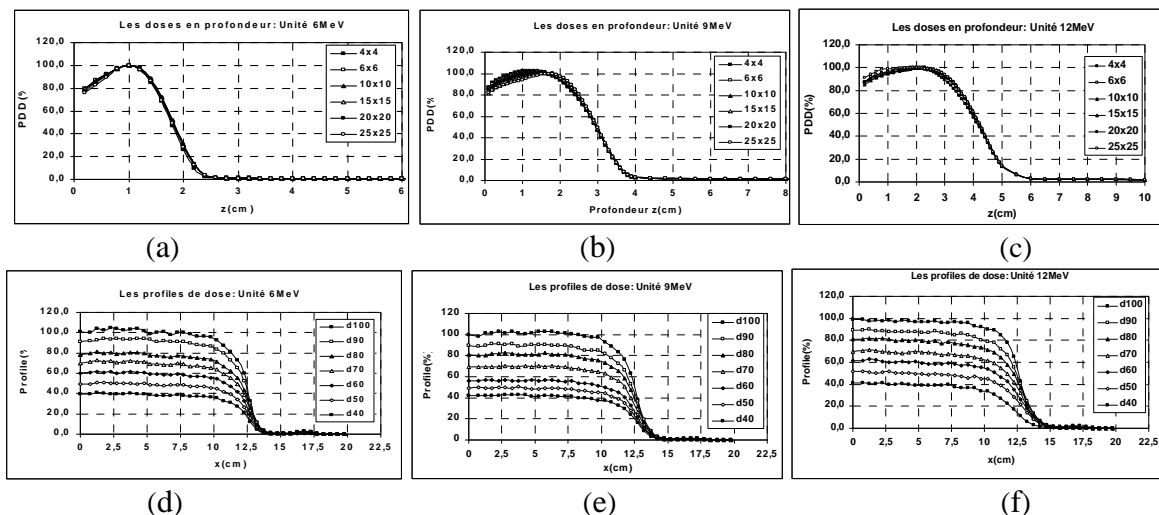 Les doses en profondeur: Unité 6MeV
PDD (%
120,0
100,0
80,0
60,0
40,0
20,0
0,0
0 1 2 3 4 5 6
z(cm)
4x4
6x6
10x10
15x15
20x20
25x25
(a)
Les doses en profondeur: Unité 9MeV
PDD(%)
120,0
100,0
80,0
60,0
40,0
20,0
0,0
0 1 2 3 4 5 6 7 8
Profondeur z(cm)
4x4
6x6
10x10
15x15
20x20
25x25
(b)
Les doses en profondeur: Unité 12MeV
PDD(%)
120,0
100,0
80,0
60,0
40,0
20,0
0,0
0 1 2 3 4 5 6 7 8 9 10
z(cm)
4x4
6x6
10x10
15x15
20x20
25x25
(c)
Les profiles de dose: Unité 6MeV
Profile(%
120,0
100,0
80,0
60,0
40,0
20,0
0,0
0 2,5 5 7,5 10 12,5 15 17,5 20 22,5
x(cm)
d100
d90
d80
d70
d60
d50
d40
(d)
Les profiles de dose: Unité 9MeV
Profile(%)
120
100
80
60
40
20
0
0 2,5 5 7,5 10 12,5 15 17,5 20 22,5
x(cm)
d100
d90
d80
d70
d60
d50
d40
(e)
Les profiles de dose: Unité 12MeV
Profile(%)
120,0
100,0
80,0
60,0
40,0
20,0
0,0
0 2,5 5 7,5 10 12,5 15 17,5 20 22,5
x(cm)
d100
d90
d80
d70
d60
d50
d40
(f)